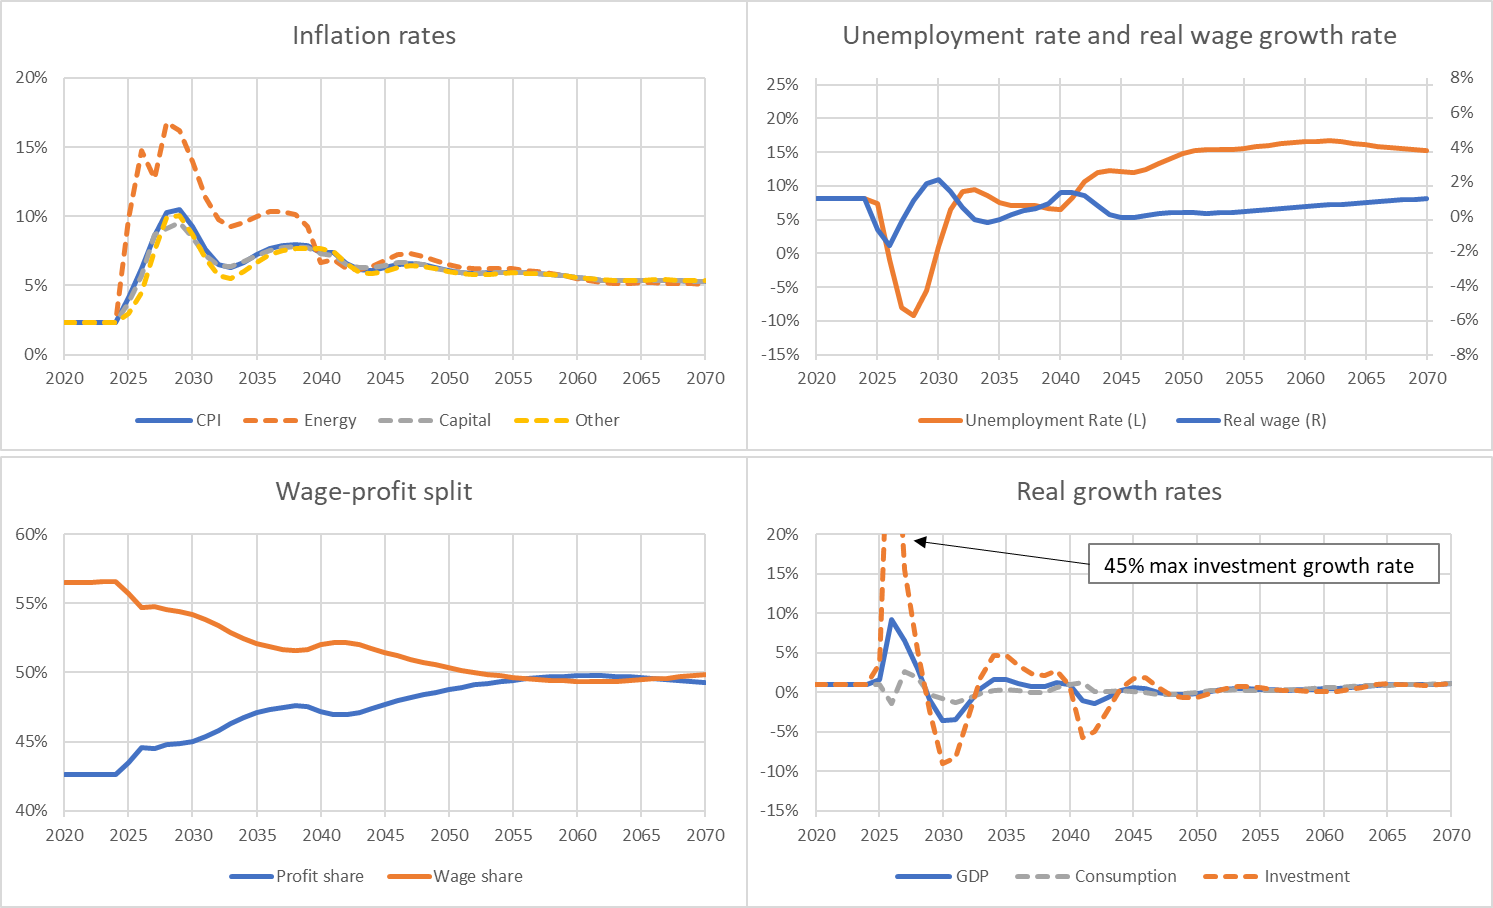 Inflation rates
20%
15%
10%
5%
0%
2020 2025 2030 2035 2040 2045 2050 2055 2060 2065 2070
CPI Energy Capital Other
Unemployment rate and real wage growth rate
25%
20%
15%
10%
5%
0%
-5%
-10%
-15%
8%
6%
4%
2%
0%
-2%
-4%
-6%
-8%
2020 2025 2030 2035 2040 2045 2050 2055 2060 2065 2070
Unemployment Rate (L) Real wage (R)
Wage-profit split
60%
55%
50%
45%
40%
2020 2025 2030 2035 2040 2045 2050 2055 2060 2065 2070
Profit share Wage share
Real growth rates
20%
15%
10%
5%
0%
-5%
-10%
-15%
45% max investment growth rate
2020 2025 2030 2035 2040 2045 2050 2055 2060 2065 2070
GDP Consumption Investment